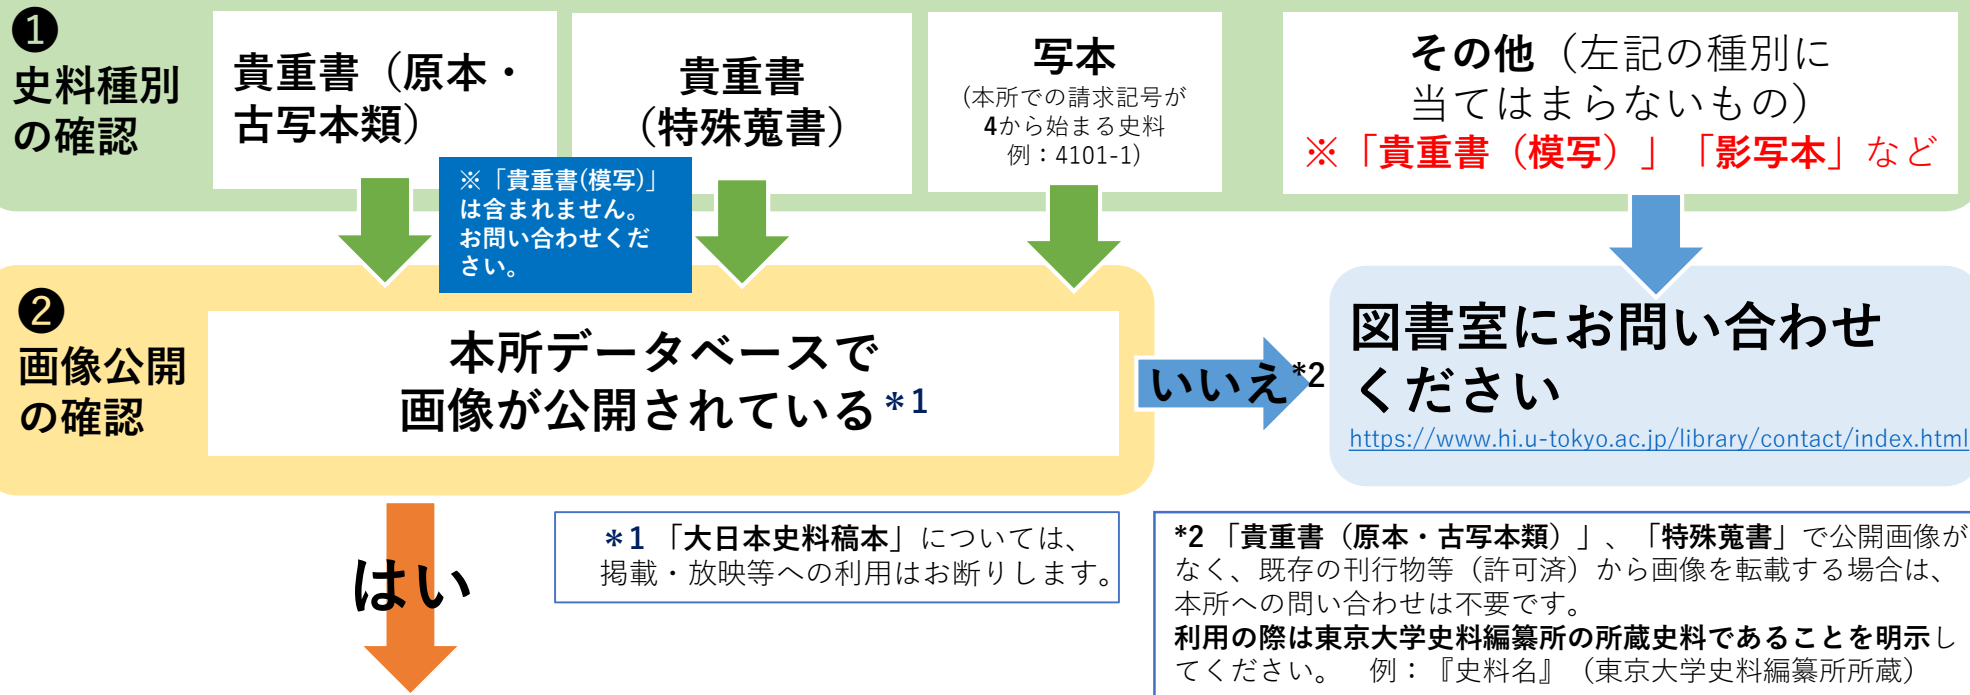 ❶
史料種別
の確認
貴重書（原本・
古写本類）
貴重書
（特殊蒐書）
写本
（本所での請求記号が
4から始まる史料
例：4101-1）
その他（左記の種別に
当てはまらないもの）
※「貴重書（模写）」「影写本」など
※「貴重書(模写)」
は含まれません。
お問い合わせくだ
さい。
❷
画像公開
の確認
本所データベースで
画像が公開されている＊1
いいえ*2
図書室にお問い合わせ
ください
https://www.hi.u-tokyo.ac.jp/library/contact/index.html
はい
＊1 「大日本史料稿本」については、
掲載・放映等への利用はお断りします。
*2 「貴重書（原本・古写本類）」、「特殊蒐書」で公開画像が
なく、既存の刊行物等（許可済）から画像を転載する場合は、
本所への問い合わせは不要です。
利用の際は東京大学史料編纂所の所蔵史料であることを明示し
てください。　例：『史料名』（東京大学史料編纂所所蔵）